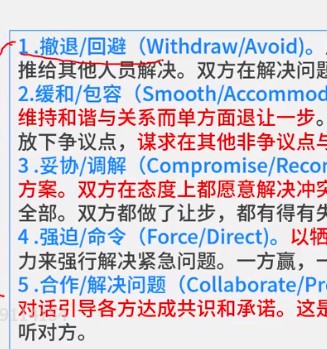 1.撤退/回避（Withdraw/Avoid)。
推给其他人员解决。双方在解决问题
2.缓和/包容（Smooth/Accommod
维持和谐与关系而单方面退让一步。
放下争议点，谋求在其他非争议点与
3.妥协/调解（Compromise/Recon
方案。双方在态度上都愿意解决冲突
全部。双方都做了让步，都有得有失
4.强迫/命令（Force/Direct)。以牺
力来强行解决紧急问题。一方赢，一
5.合作/解决问题（Collaborate/Pro
对话引导各方达成共识和承诺。这是
听对方。